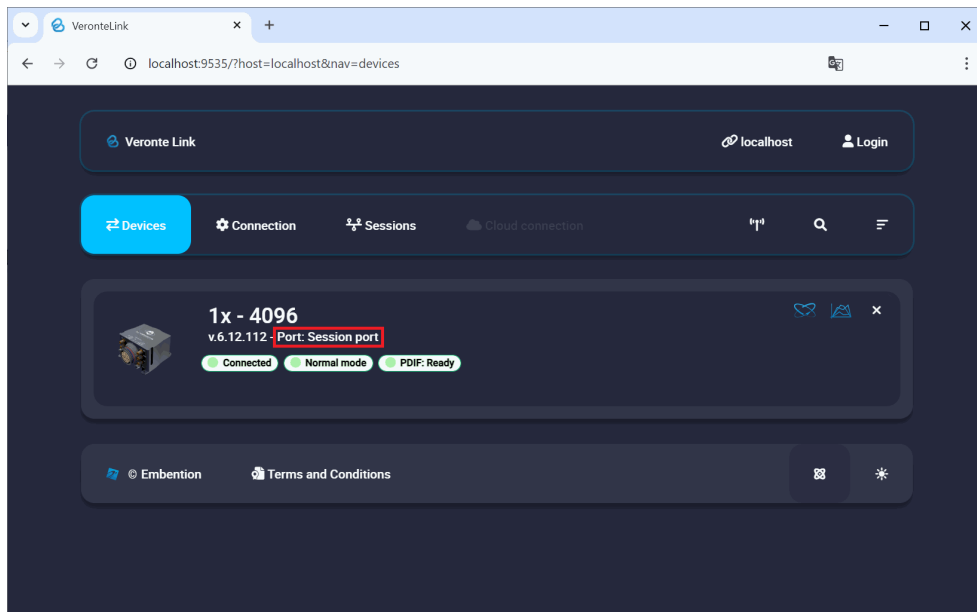 VeronteLink
localhost:9535/?host=localhost&nav=devices
Veronte Link
localhost
Login
Devices
Connection
Sessions
Cloud connection
1x - 4096
v.6.12.112 - Port: Session port
Connected
Normal mode
PDIF: Ready
© Embention
Terms and Conditions